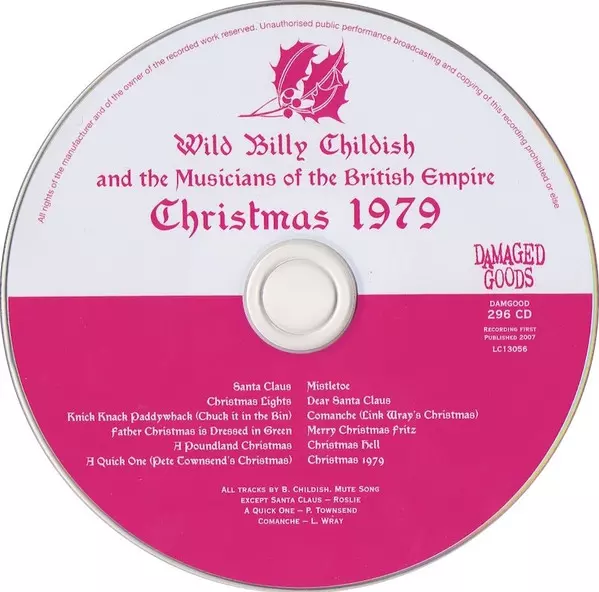 All rights of the manufacturer and of the owner of the recorded work reserved. Unauthorised public performance broadcasting and copying of this recording prohibited or else
Wild Billy Childish
and the Musicians of the British Empire
Christmas 1979
DAMAGED
GOODS
DAMGOOD
296 CD
Recording first
Published 2007
LC13056
Santa Claus
Christmas Lights
Knick Knack Paddywhack (Chuck it in the Bin)
Father Christmas is Dressed in Green
A Poundland Christmas
A Quick One (Pete Townsend's Christmas)
Mistletoe
Dear Santa Claus
Comanche (Link Wray's Christmas)
Merry Christmas Fritz
Christmas Hell
Christmas 1979
All tracks by B. Childish. Mute Song
except Santa Claus – Roslie
A Quick One – P. Townsend
Comanche – L. Wray